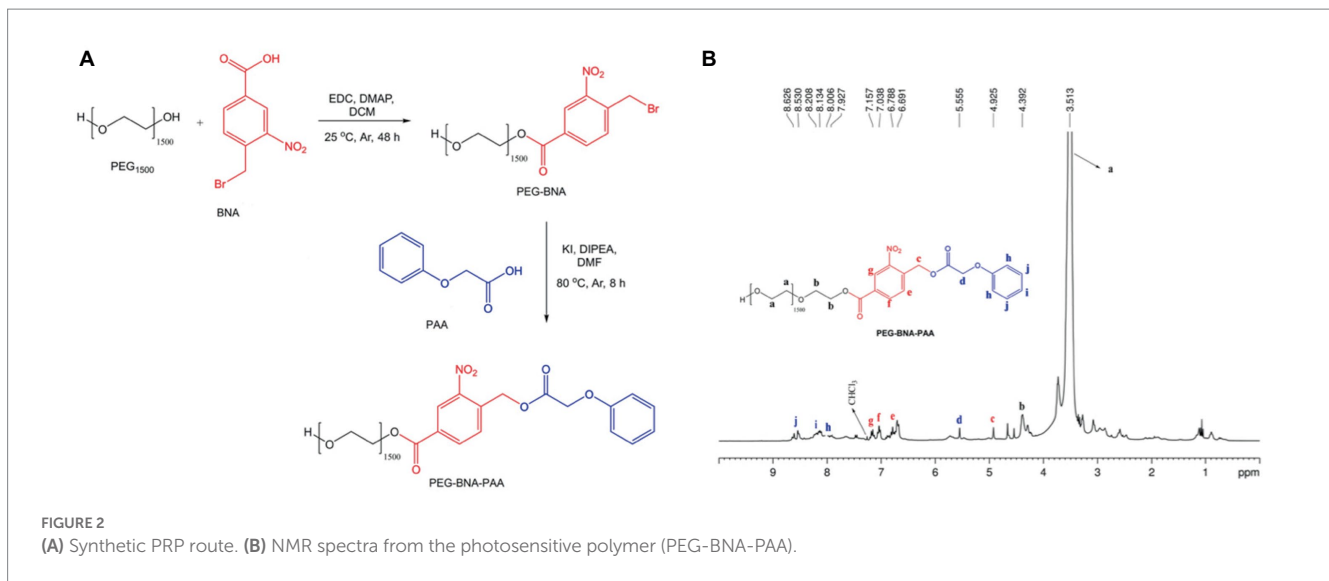 A
O
OH
NO₂
Br
H
O
OH
1500
+
PEG₁₅₀₀
BNA
EDC, DMAP,
DCM
25 °C, Ar, 48 h
NO₂
Br
H
O
O
1500
O
PEG-BNA
O
OH
O
PAA
KI, DIPEA,
DMF
80 °C, Ar, 8 h
NO₂
O
O
O
H
O
O
1500
O
PEG-BNA-PAA
B
8.626
8.530
8.208
8.134
8.006
7.927
7.157
7.038
6.788
6.691
5.555
4.925
4.392
3.513
a
NO₂
c
O
h
g
O
O
j
d
a
b
e
h
i
H
O
O
O
f
j
a
1500
b
O
PEG-BNA-PAA
CHCl₃
j
i
h
g
f
e
d
c
b
9 8 7 6 5 4 3 2 1 ppm
FIGURE 2
(A) Synthetic PRP route. (B) NMR spectra from the photosensitive polymer (PEG-BNA-PAA).